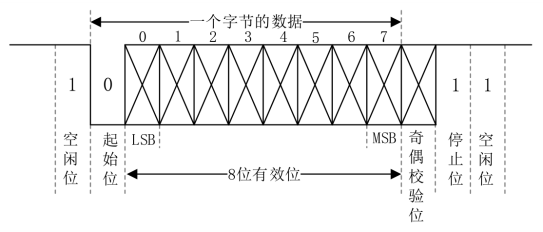 一个字节的数据
0 1 2 3 4 5 6 7
1 0 1 1
LSB MSB
空闲位 起始位 奇偶校验位 停止位 空闲位
8位有效位